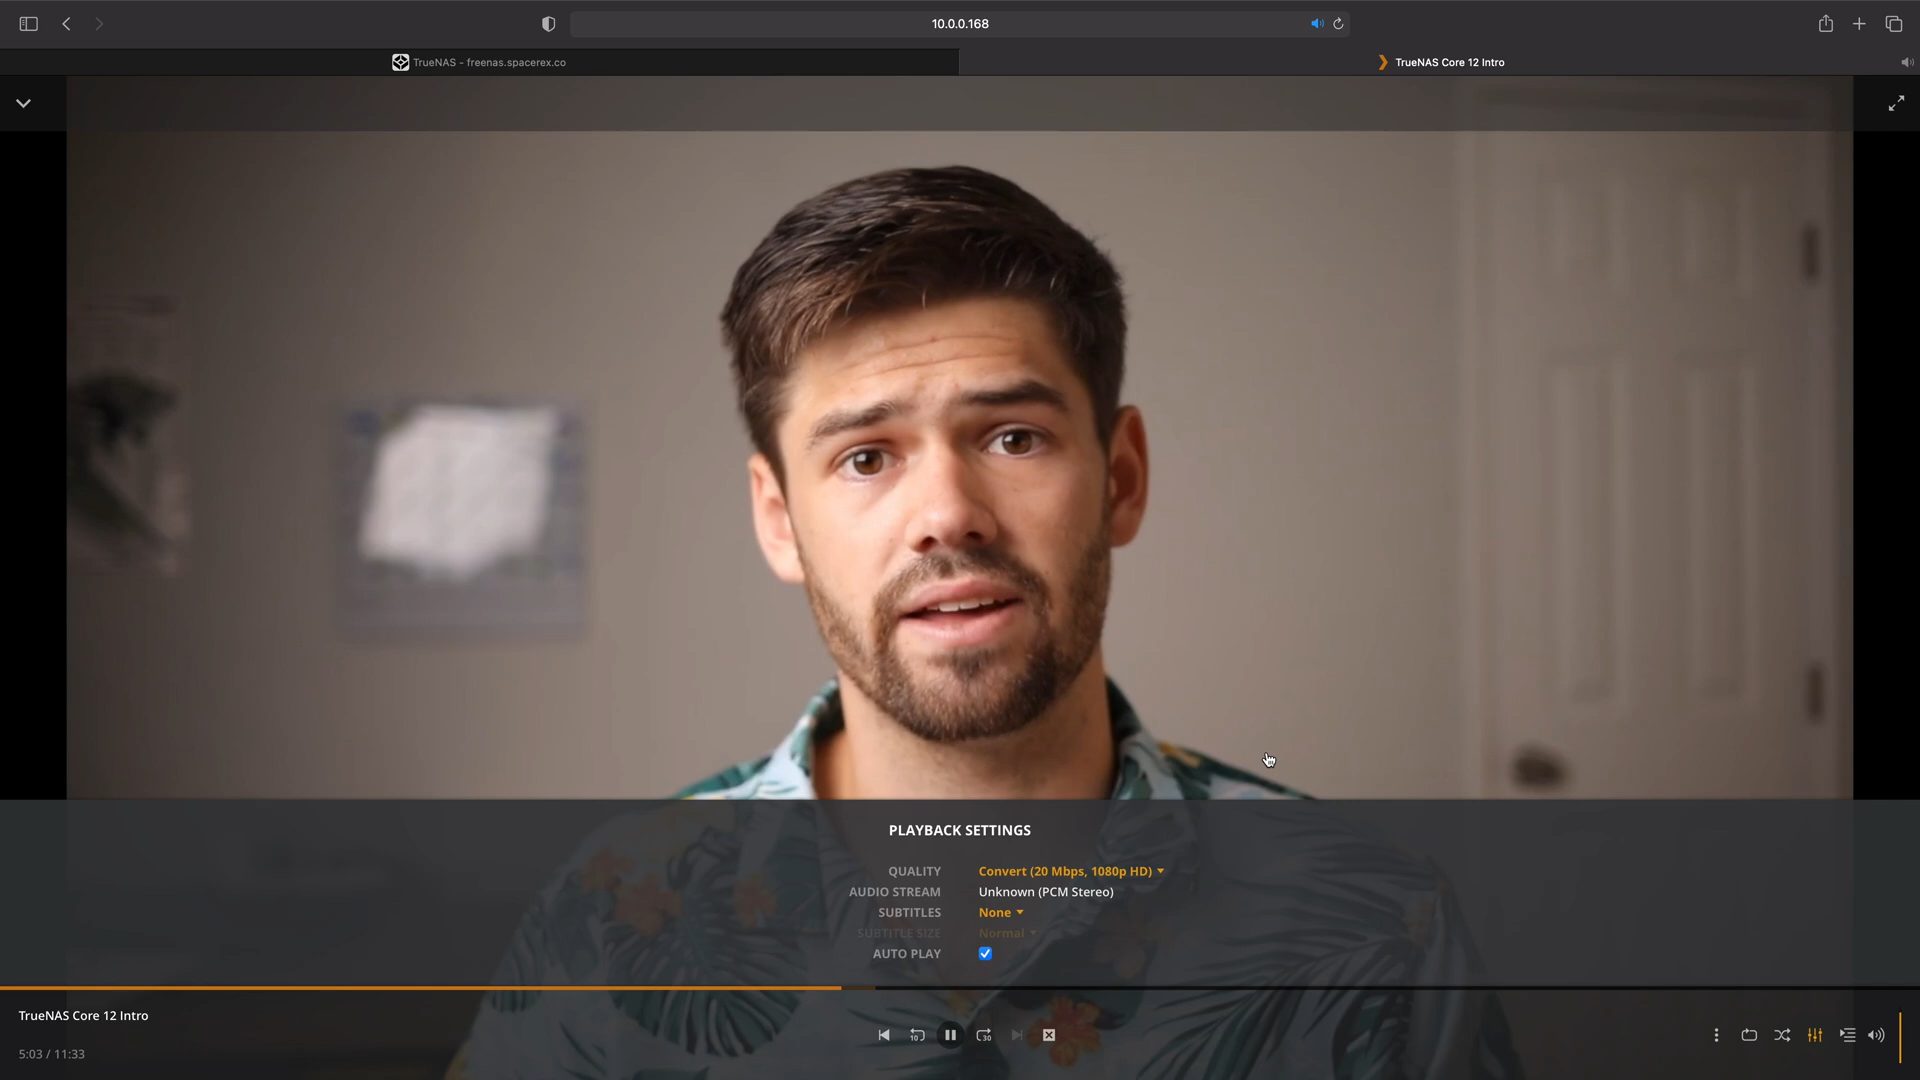 10.0.0.168
TrueNAS - freenas.spacerex.co
TrueNAS Core 12 Intro
PLAYBACK SETTINGS
QUALITY Convert (20 Mbps, 1080p HD)
AUDIO STREAM Unknown (PCM Stereo)
SUBTITLES None
SUBTITLE SIZE Normal
AUTO PLAY
TrueNAS Core 12 Intro
10
30
5:03 / 11:33